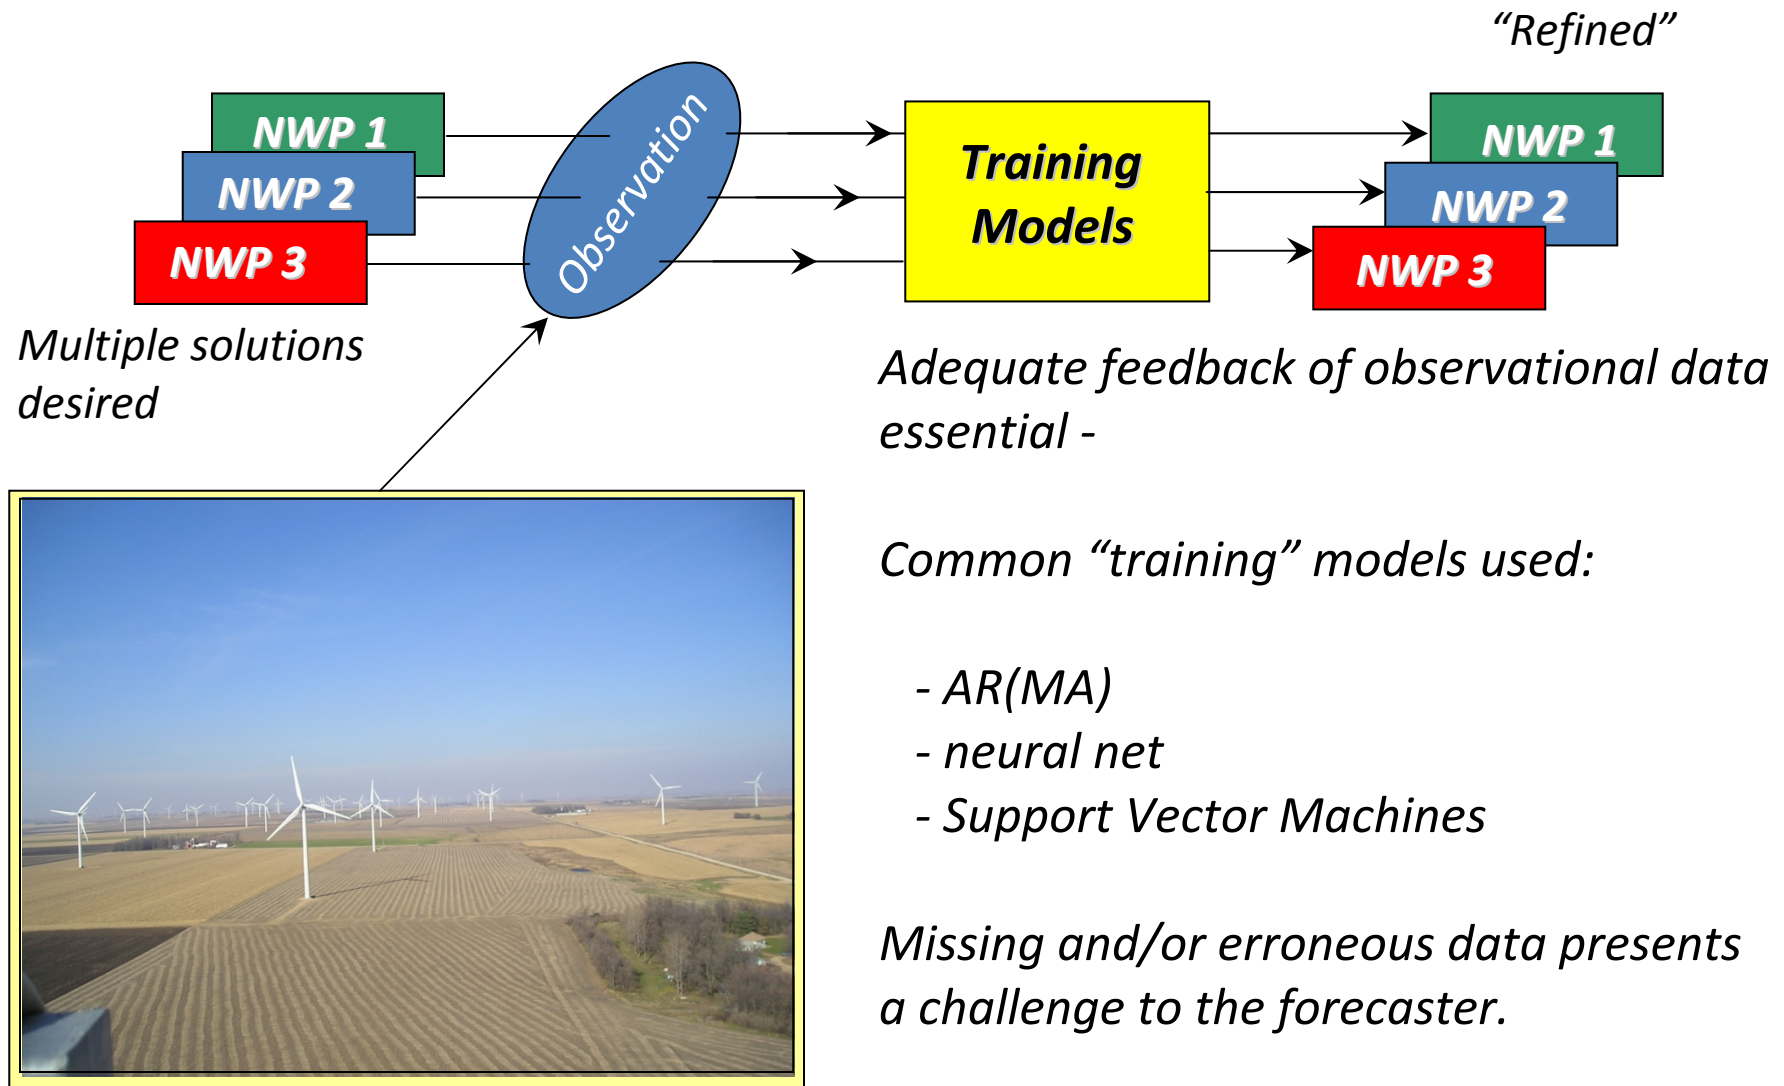 “Refined”
NWP 1
NWP 2
NWP 3
Observation
Training
Models
NWP 1
NWP 2
NWP 3
Multiple solutions
desired
Adequate feedback of observational data
essential -
Common “training” models used:
- AR(MA)
- neural net
- Support Vector Machines
Missing and/or erroneous data presents
a challenge to the forecaster.